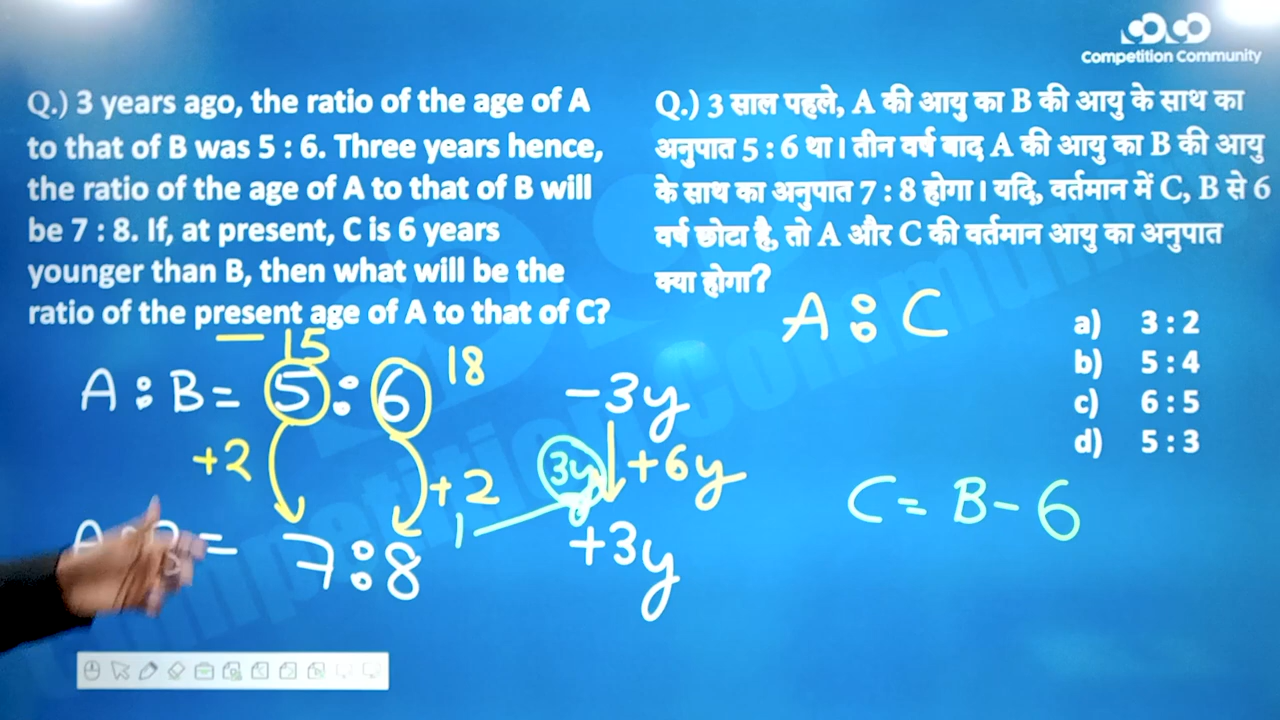 Competition Community
Q.) 3 years ago, the ratio of the age of A
to that of B was 5 : 6. Three years hence,
the ratio of the age of A to that of B will
be 7 : 8. If, at present, C is 6 years
younger than B, then what will be the
ratio of the present age of A to that of C?
Q.) 3 साल पहले, A की आयु का B की आयु के साथ का
अनुपात 5 : 6 था। तीन वर्ष बाद A की आयु का B की आयु
के साथ का अनुपात 7 : 8 होगा। यदि, वर्तमान में C, B से 6
वर्ष छोटा है, तो A और C की वर्तमान आयु का अनुपात
क्या होगा?
A : C
a) 3 : 2
b) 5 : 4
c) 6 : 5
d) 5 : 3
15
18
A : B = 5 : 6
-3y
+2
+2
3y
+6y
1
+3y
= 7 : 8
C = B - 6